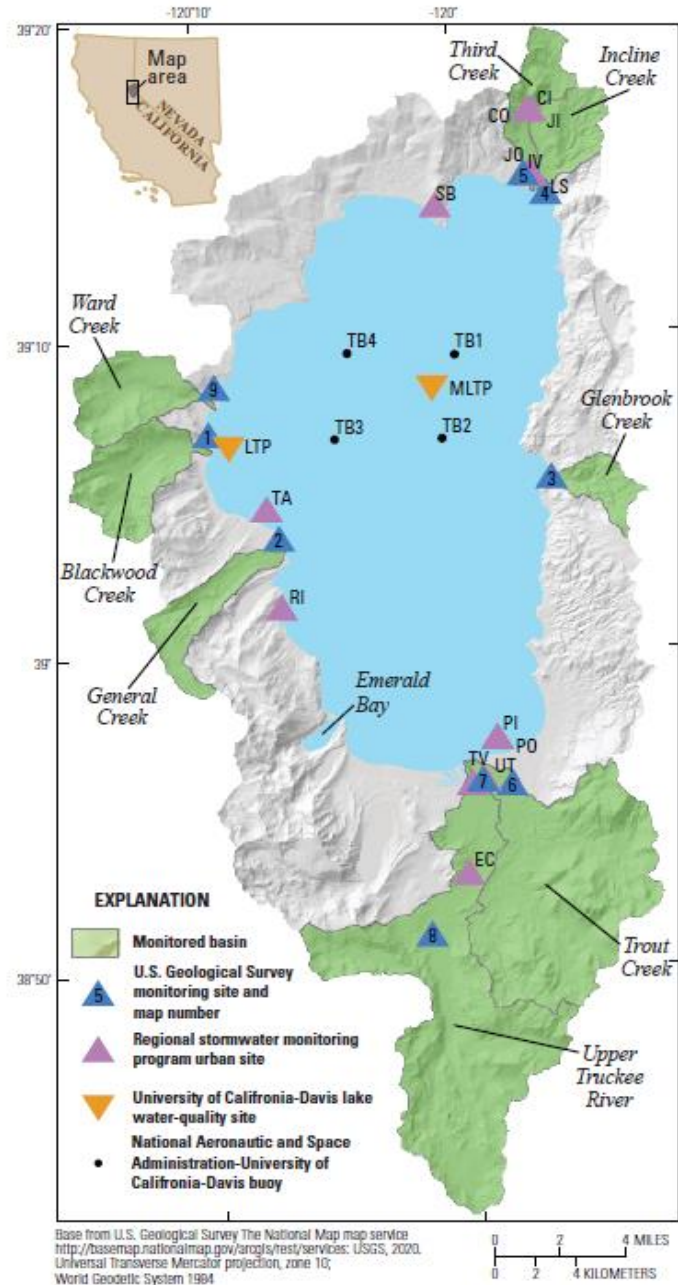 -120°10'
-120°
39°20'
Map
area
NEVADA
CALIFORNIA
Third
Creek
Incline
Creek
CI
CO
JI
JO
IV
5
LS
4
SB
Ward
Creek
39°10'
TB4
TB1
MLTP
Glenbrook
Creek
9
TB3
TB2
1
LTP
3
TA
2
Blackwood
Creek
RI
39°
General
Creek
Emerald
Bay
PI
PO
TV
UT
7
6
EC
EXPLANATION
Monitored basin
8
Trout
Creek
38°50'
5
U.S. Geological Survey
monitoring site and
map number
Regional stormwater monitoring
program urban site
Upper
Truckee
River
University of Califronia-Davis lake
water-quality site
National Aeronautic and Space
Administration-University of
Califronia-Davis buoy
Base from U.S. Geological Survey The National Map map service
http://basemap.nationalmap.gov/arcgis/rest/services: USGS, 2020.
Universal Transverse Mercator projection, zone 10;
World Geodetic System 1984
0 2 4 MILES
0 2 4 KILOMETERS